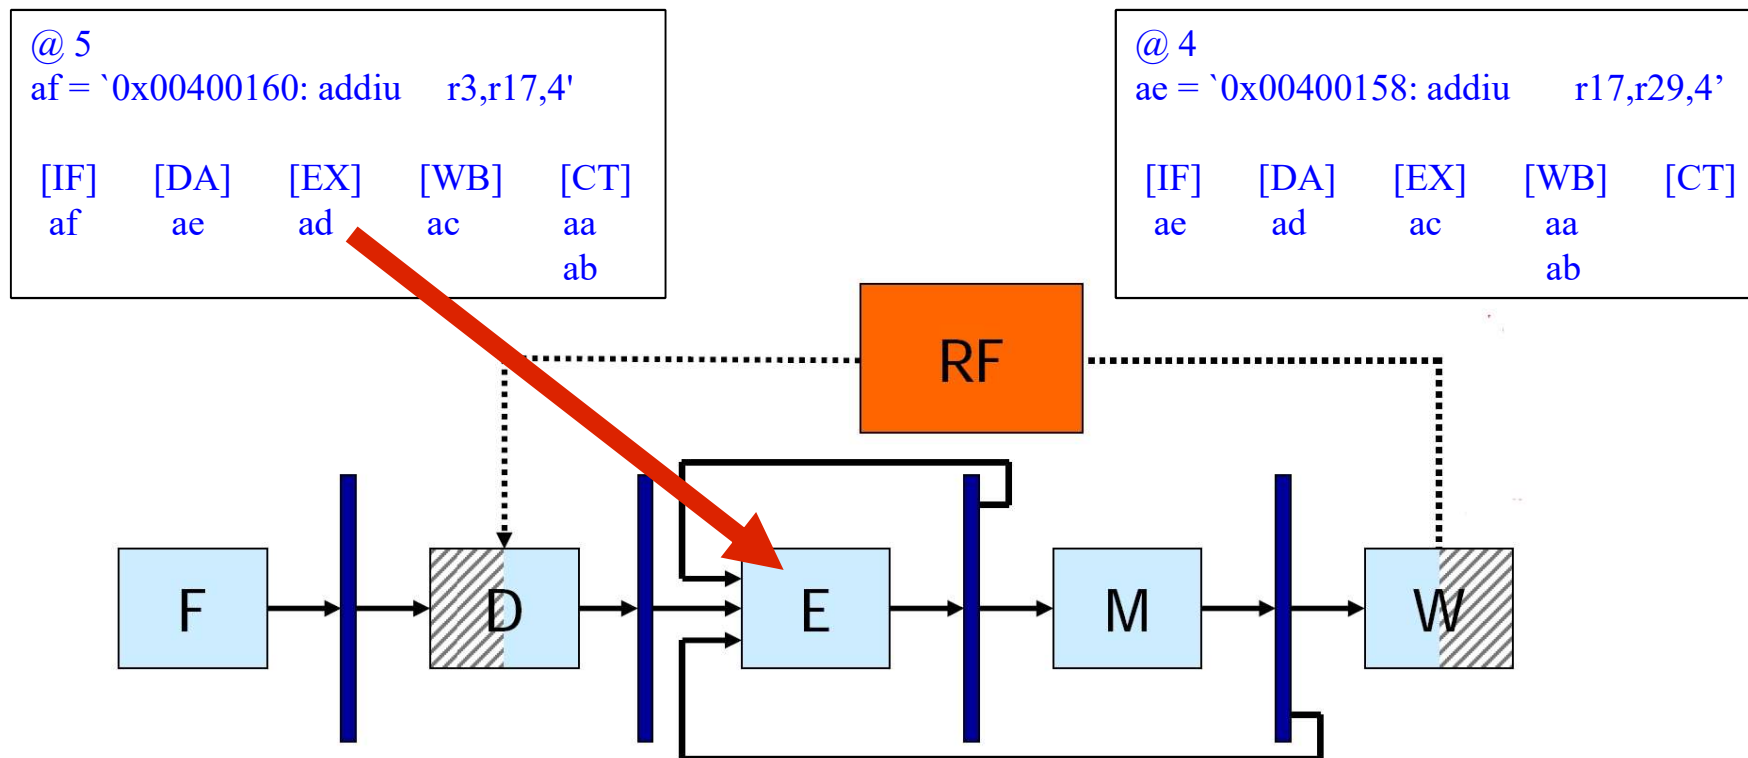 @ 5
af = `0x00400160: addiu r3,r17,4'
[IF] [DA] [EX] [WB] [CT]
af ae ad ac aa
ab
@ 4
ae = `0x00400158: addiu r17,r29,4’
[IF] [DA] [EX] [WB] [CT]
ae ad ac aa
ab
RF
F D E M W